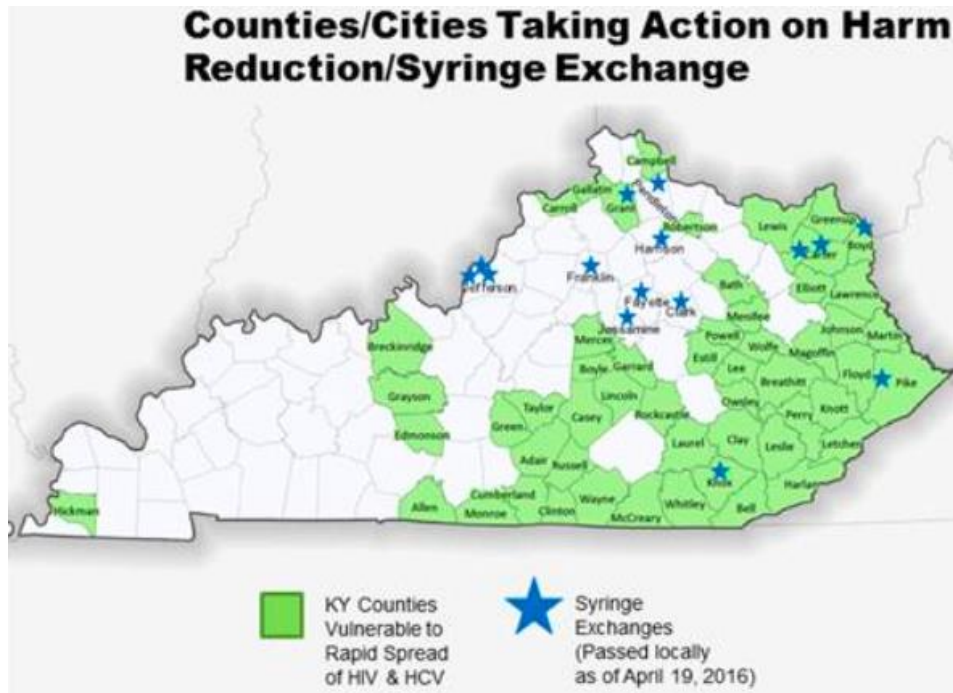 Counties/Cities Taking Action on Harm
Reduction/Syringe Exchange
Campbell
Gallatin
Carroll
Grant
Pendleton
Robertson
Harrison
Lewis
Greenup
Boyd
Carter
Jefferson
Franklin
Fayette
Clark
Jessamine
Bath
Menifee
Elliott
Lawrence
Breckinridge
Mercer
Powell
Wolfe
Johnson
Martin
Magoffin
Boyle
Garrard
Estill
Lee
Breathitt
Floyd
Pike
Grayson
Lincoln
Owsley
Perry
Knott
Taylor
Green
Casey
Rockcastle
Edmonson
Laurel
Clay
Leslie
Letcher
Adair
Russell
Knox
Harlan
Cumberland
Wayne
Whitley
Bell
Allen
Monroe
Clinton
McCreary
Hickman
KY Counties
Vulnerable to
Rapid Spread
of HIV & HCV
Syringe
Exchanges
(Passed locally
as of April 19, 2016)